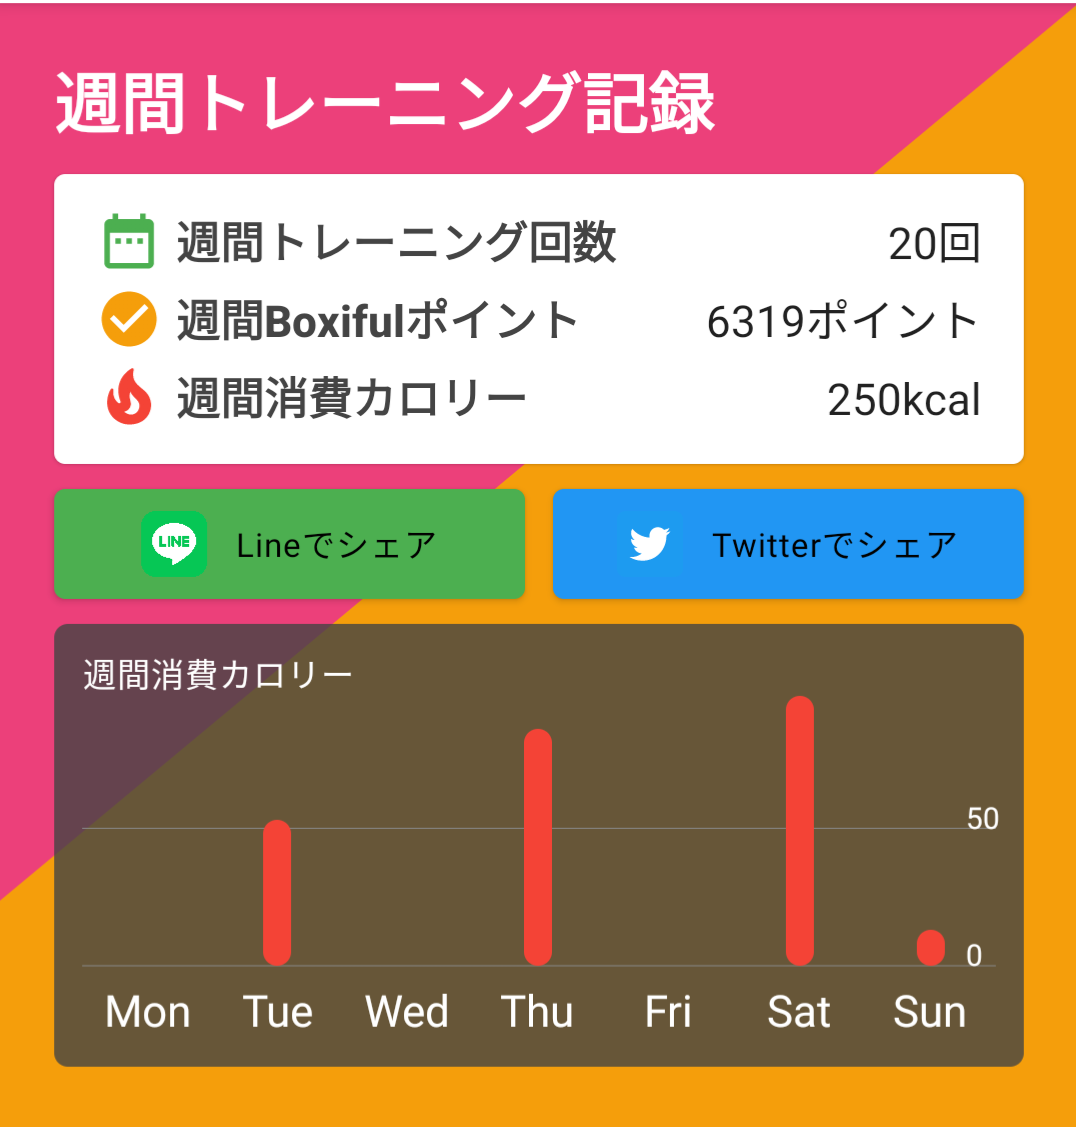 週間トレーニング記録
週間トレーニング回数 20回
週間Boxifulポイント 6319ポイント
週間消費カロリー 250kcal
LINE Lineでシェア Twitterでシェア
週間消費カロリー
50
0
Mon Tue Wed Thu Fri Sat Sun